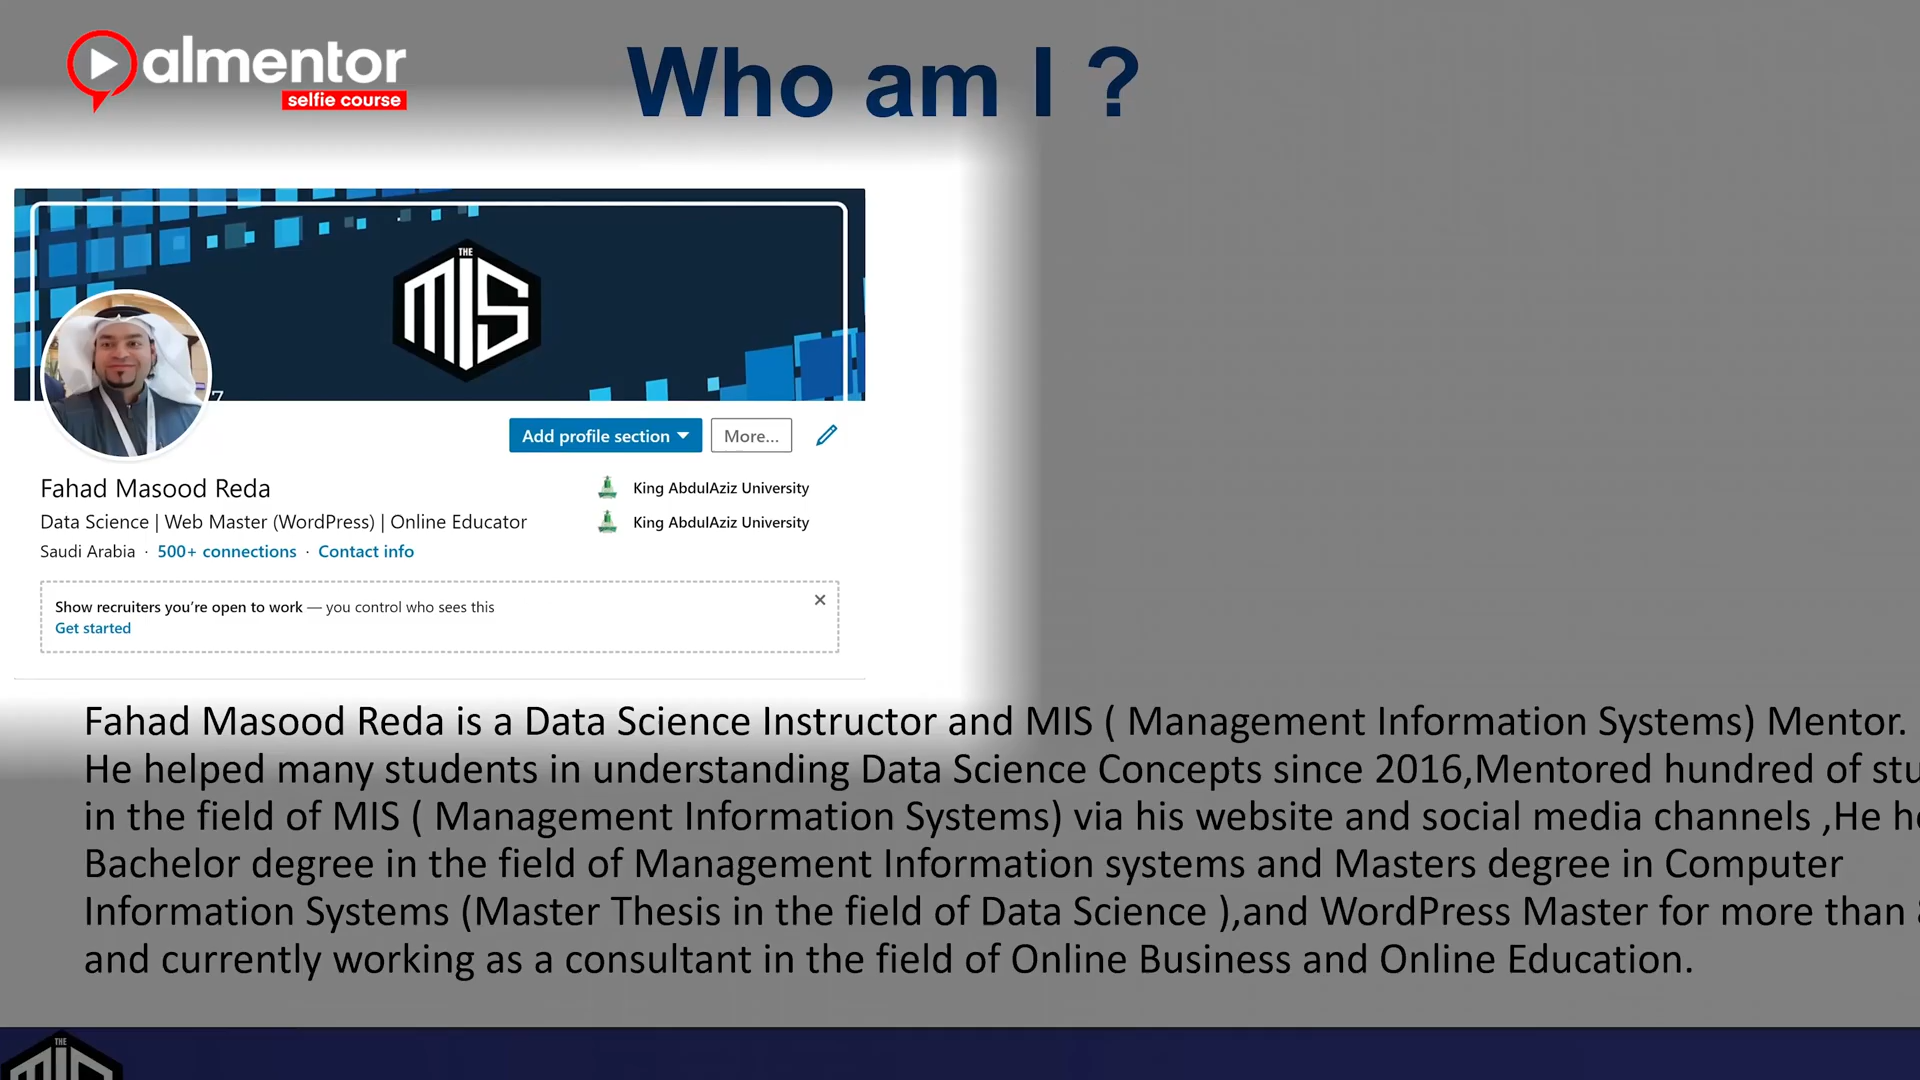 almentor
selfie course
Who am I ?
THE
MIS
7
Add profile section
More...
Fahad Masood Reda
King AbdulAziz University
Data Science | Web Master (WordPress) | Online Educator
King AbdulAziz University
Saudi Arabia · 500+ connections · Contact info
Show recruiters you're open to work — you control who sees this
Get started
Fahad Masood Reda is a Data Science Instructor and MIS ( Management Information Systems) Mentor.
He helped many students in understanding Data Science Concepts since 2016,Mentored hundred of
in the field of MIS ( Management Information Systems) via his website and social media channels ,He
Bachelor degree in the field of Management Information systems and Masters degree in Computer
Information Systems (Master Thesis in the field of Data Science ),and WordPress Master for more than
and currently working as a consultant in the field of Online Business and Online Education.
THE
MIS